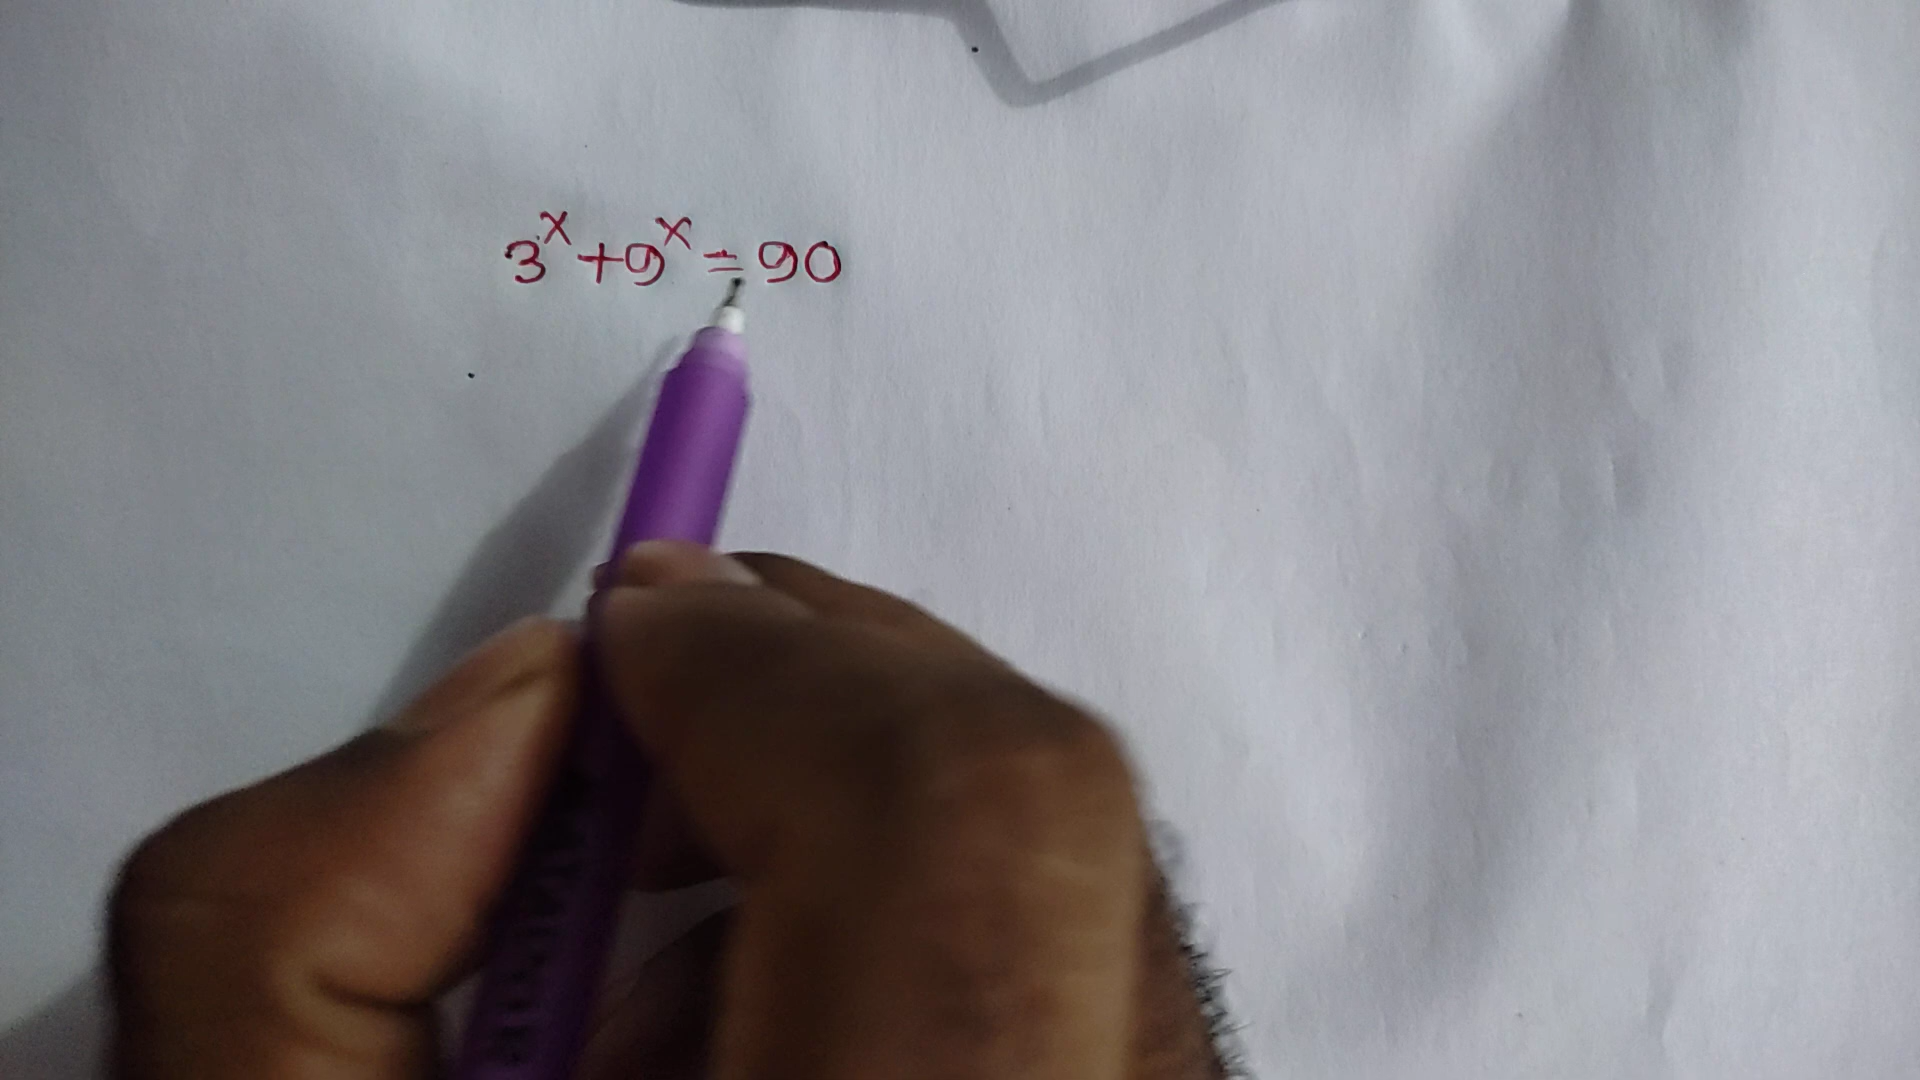 3^x + 9^x = 90